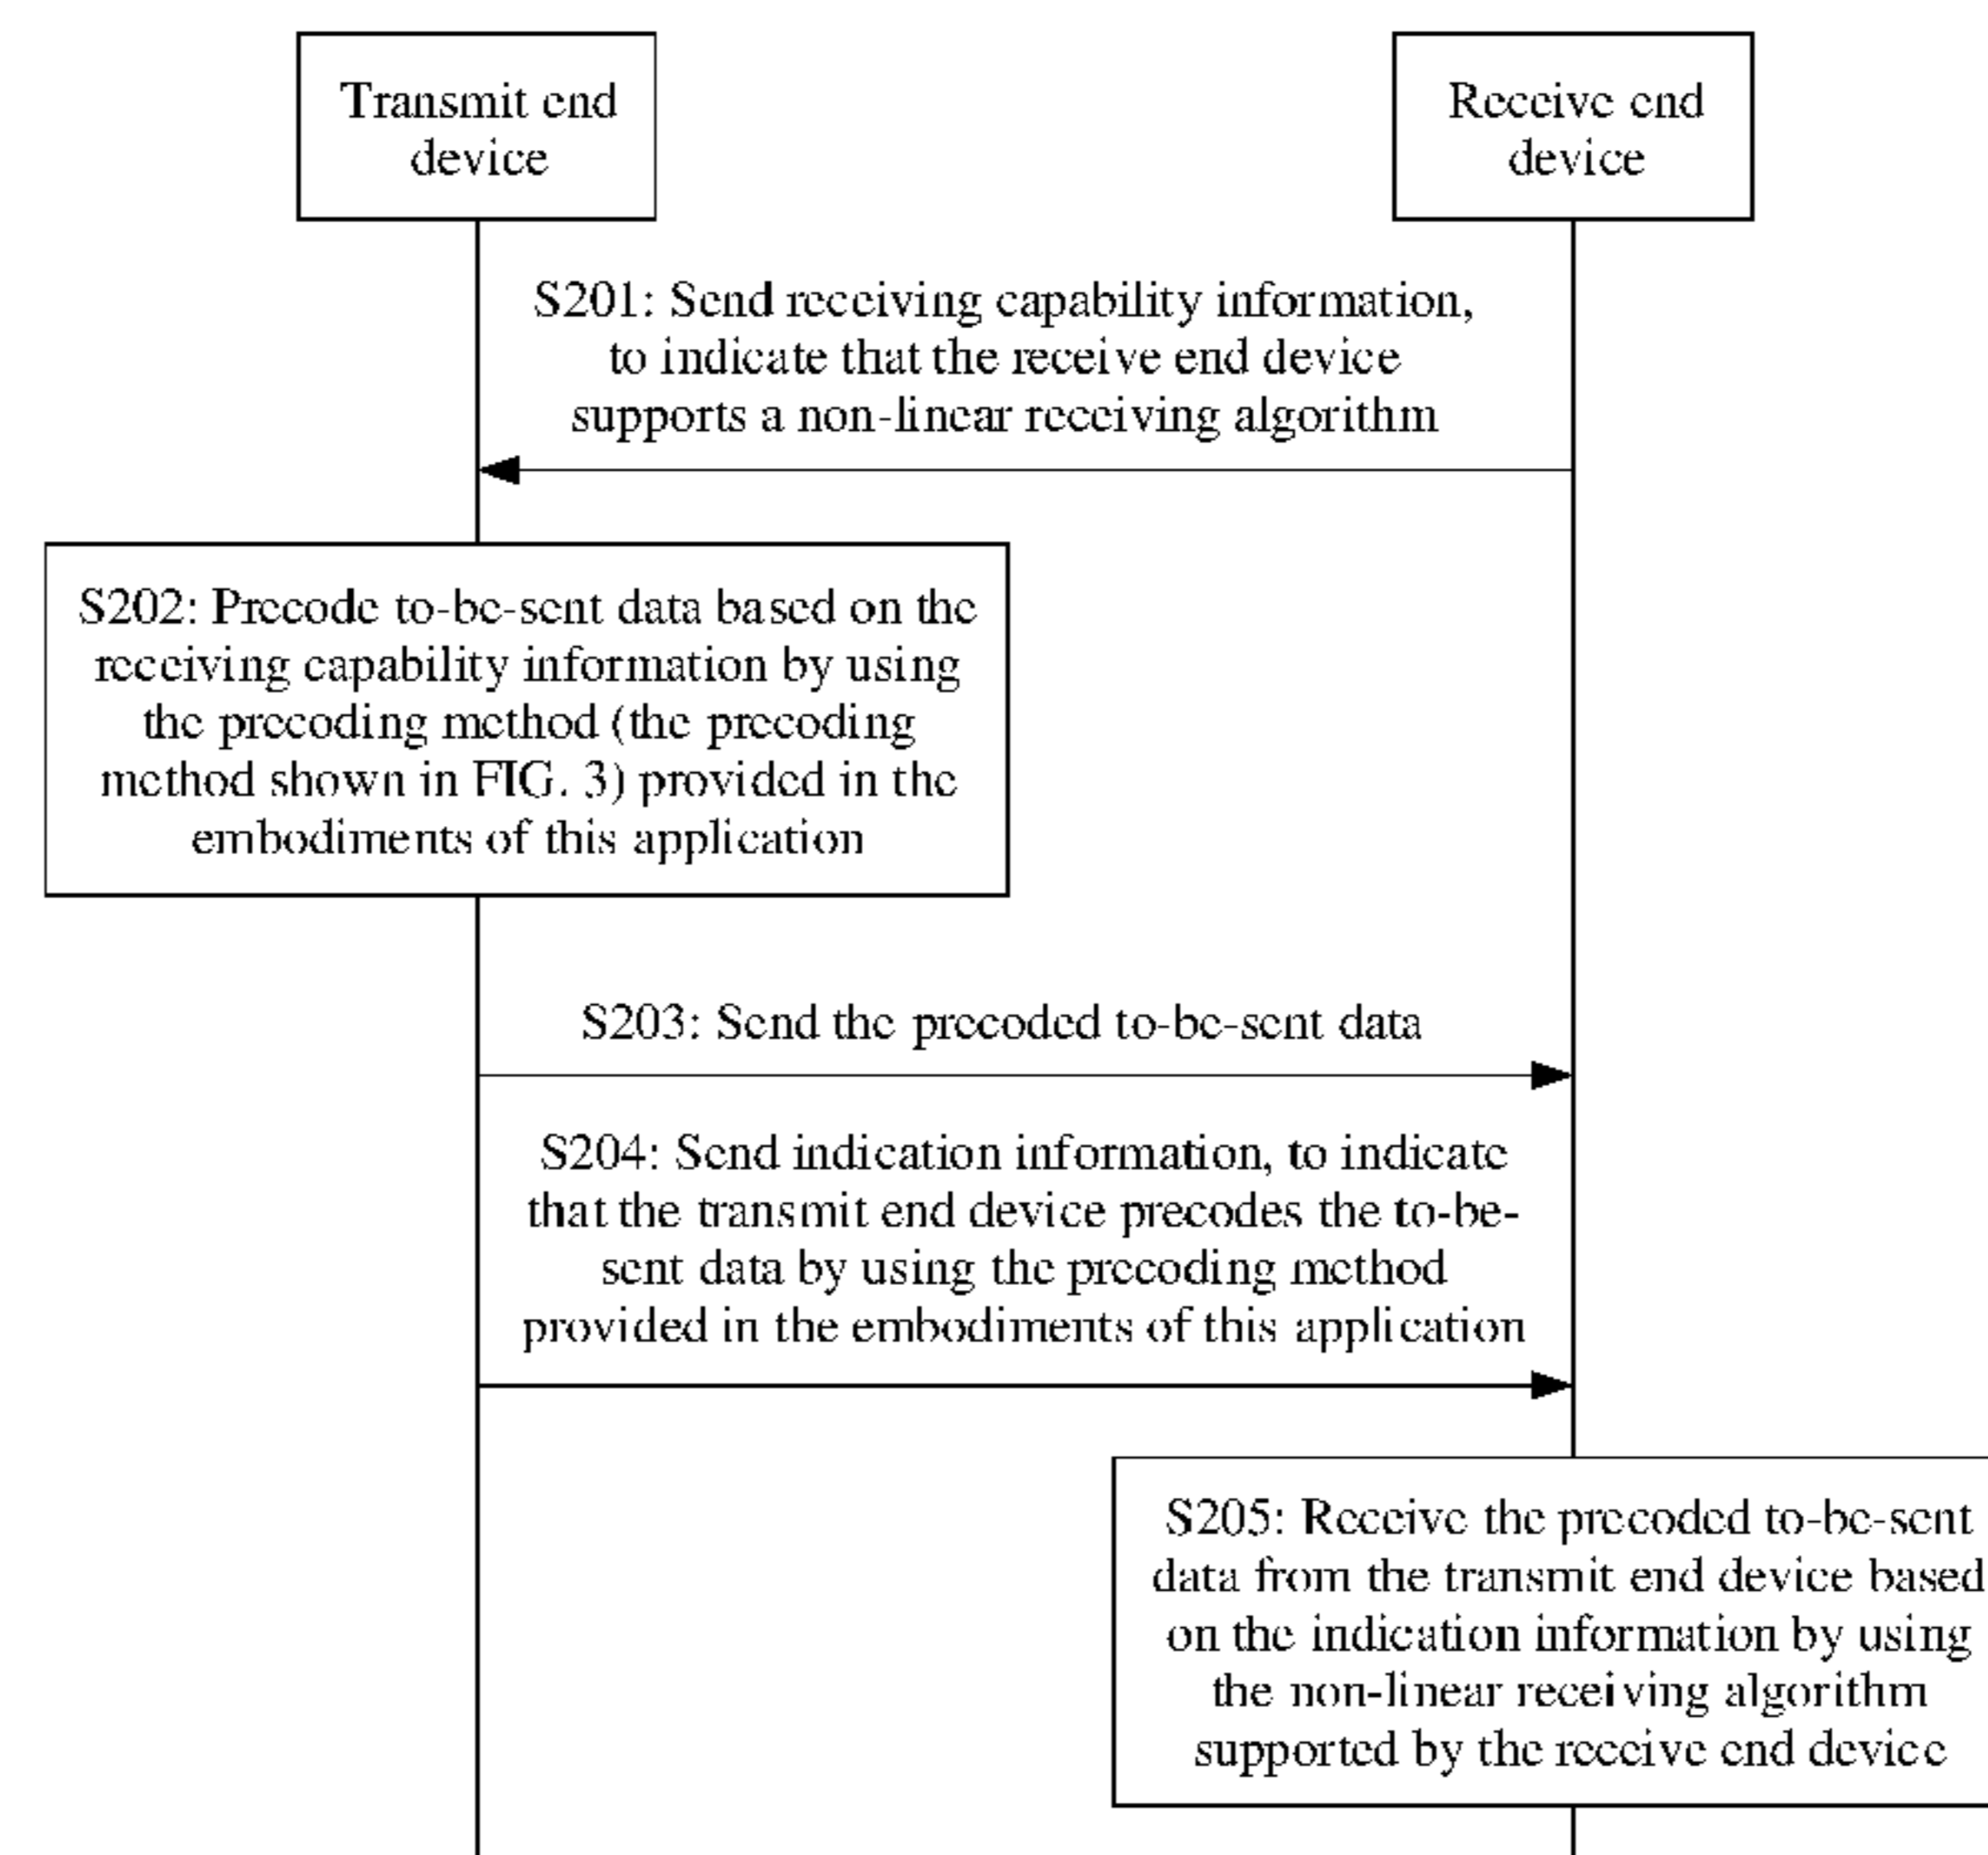 Transmit end
device
Receive end
device
S201: Send receiving capability information,
to indicate that the receive end device
supports a non-linear receiving algorithm
S202: Precode to-be-sent data based on the
receiving capability information by using
the precoding method (the precoding
method shown in FIG. 3) provided in the
embodiments of this application
S203: Send the precoded to-be-sent data
S204: Send indication information, to indicate
that the transmit end device precodes the to-be-
sent data by using the precoding method
provided in the embodiments of this application
S205: Receive the precoded to-be-sent
data from the transmit end device based
on the indication information by using
the non-linear receiving algorithm
supported by the receive end device